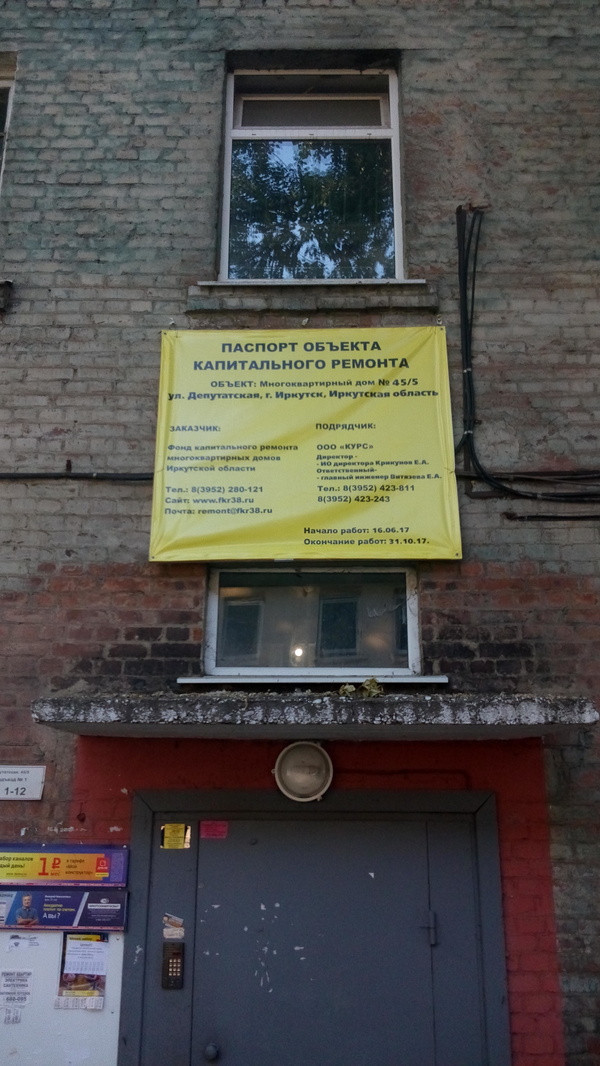 ПАСПОРТ ОБЪЕКТА
КАПИТАЛЬНОГО РЕМОНТА
ОБЪЕКТ: Многоквартирный дом № 45/5
ул. Депутатская, г. Иркутск, Иркутская область
ЗАКАЗЧИК:
Фонд капитального ремонта
многоквартирных домов
Иркутской области
Тел.: 8(3952) 280-121
Сайт: www.fkr38.ru
Почта: remont@fkr38.ru
ПОДРЯДЧИК:
ООО «КУРС»
Директор -
- ИО директора Крикунов Е.А.
Ответственный-
- главный инженер Витязева Е.А.
Тел.: 8(3952) 423-811
8(3952) 423-243
Начало работ: 16.06.17
Окончание работ: 31.10.17.
1-12
1 ₽
А ВЫ?